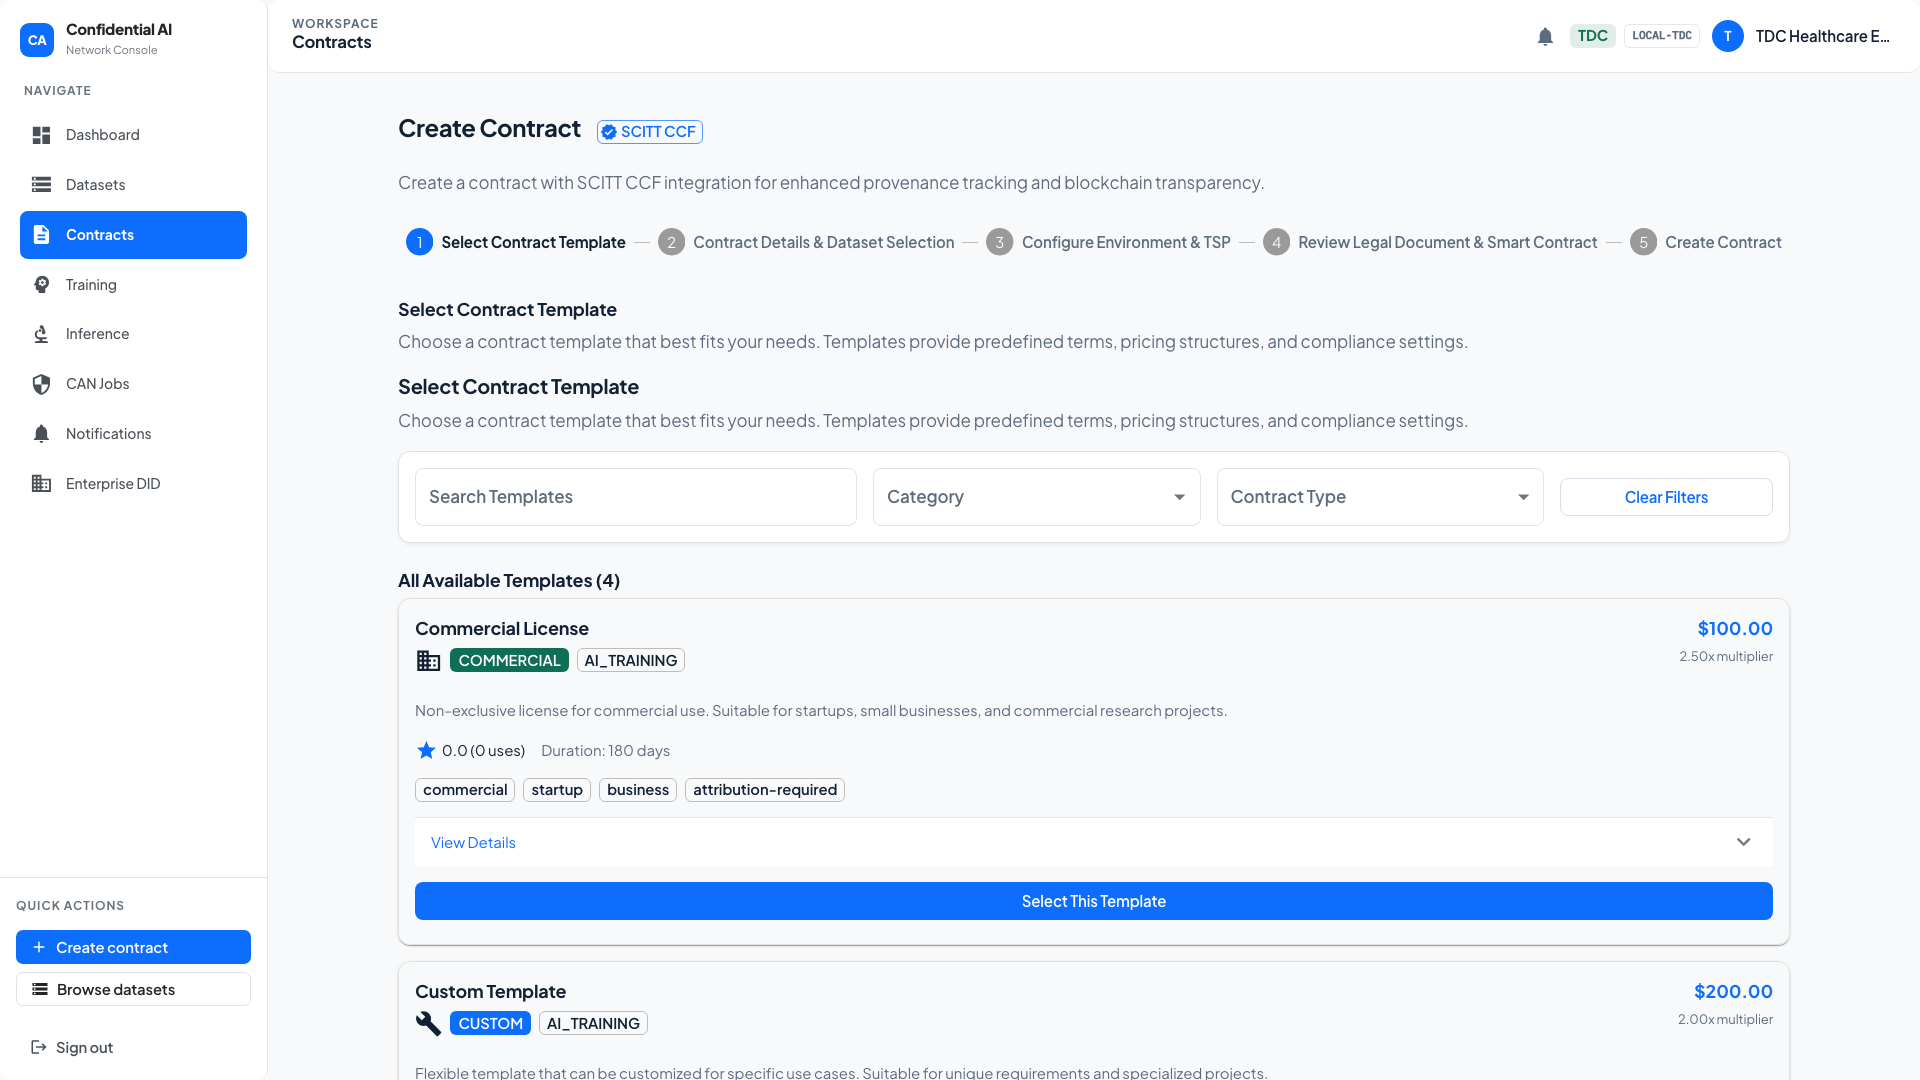 CA
Confidential AI
Network Console
NAVIGATE
Dashboard
Datasets
Contracts
Training
Inference
CAN Jobs
Notifications
Enterprise DID
QUICK ACTIONS
Create contract
Browse datasets
Sign out
WORKSPACE
Contracts
TDC
LOCAL-TDC
T
TDC Healthcare E...
Create Contract
SCITT CCF
Create a contract with SCITT CCF integration for enhanced provenance tracking and blockchain transparency.
1 Select Contract Template
2 Contract Details & Dataset Selection
3 Configure Environment & TSP
4 Review Legal Document & Smart Contract
5 Create Contract
Select Contract Template
Choose a contract template that best fits your needs. Templates provide predefined terms, pricing structures, and compliance settings.
Select Contract Template
Choose a contract template that best fits your needs. Templates provide predefined terms, pricing structures, and compliance settings.
Search Templates
Category
Contract Type
Clear Filters
All Available Templates (4)
Commercial License
$100.00
COMMERCIAL
AI_TRAINING
2.50x multiplier
Non-exclusive license for commercial use. Suitable for startups, small businesses, and commercial research projects.
0.0 (0 uses)
Duration: 180 days
commercial
startup
business
attribution-required
View Details
Select This Template
Custom Template
$200.00
CUSTOM
AI_TRAINING
2.00x multiplier
Flexible template that can be customized for specific use cases. Suitable for unique requirements and specialized projects.